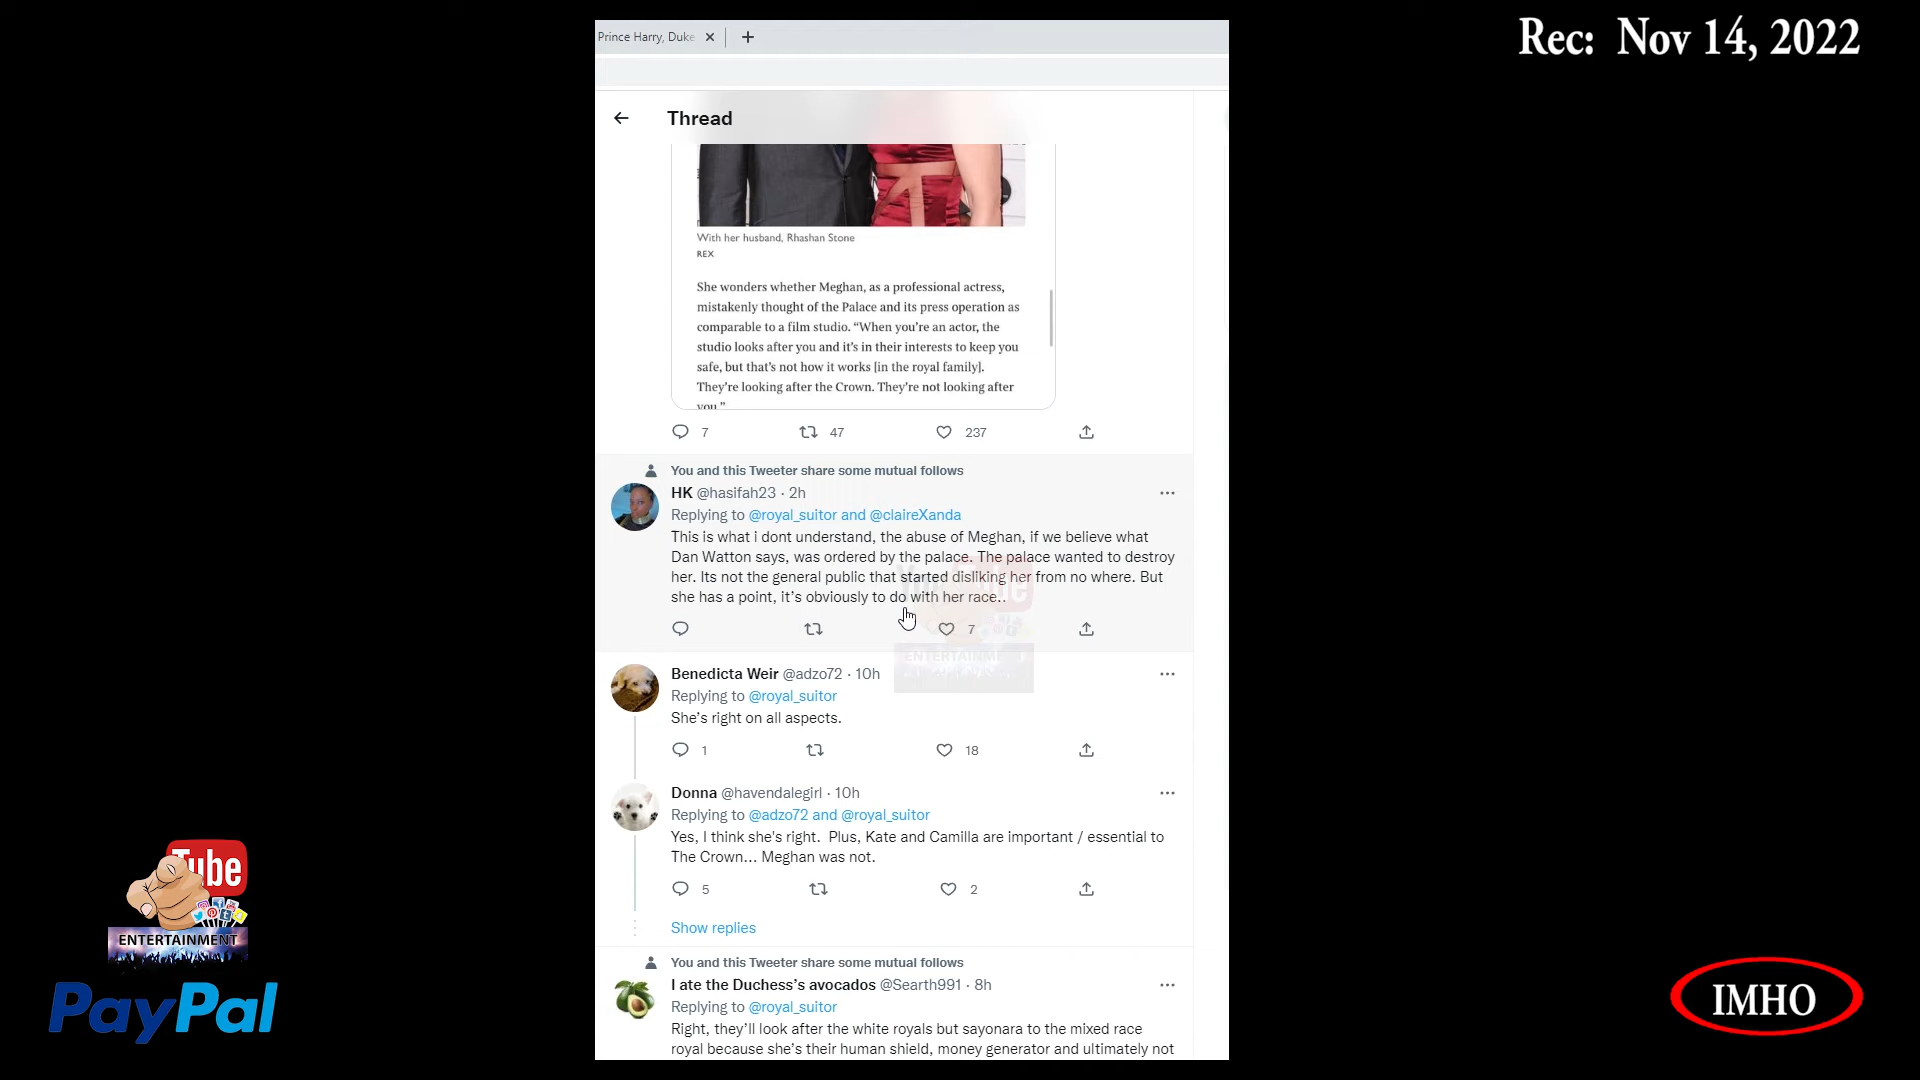 Rec: Nov 14, 2022
Prince Harry, Duke
Thread
With her husband, Rhashan Stone
REX
She wonders whether Meghan, as a professional actress,
mistakenly thought of the Palace and its press operation as
comparable to a film studio. “When you’re an actor, the
studio looks after you and it’s in their interests to keep you
safe, but that’s not how it works [in the royal family].
They’re looking after the Crown. They’re not looking after
you.”
7 47 237
You and this Tweeter share some mutual follows
HK @hasifah23 · 2h
Replying to @royal_suitor and @claireXanda
This is what i dont understand, the abuse of Meghan, if we believe what
Dan Watton says, was ordered by the palace. The palace wanted to destroy
her. Its not the general public that started disliking her from no where. But
she has a point, it’s obviously to do with her race..
7
Benedicta Weir @adzo72 · 10h
Replying to @royal_suitor
She’s right on all aspects.
1 18
Donna @havendalegirl · 10h
Replying to @adzo72 and @royal_suitor
Yes, I think she's right. Plus, Kate and Camilla are important / essential to
The Crown... Meghan was not.
5 2
Show replies
You and this Tweeter share some mutual follows
I ate the Duchess’s avocados @Searth991 · 8h
Replying to @royal_suitor
Right, they’ll look after the white royals but sayonara to the mixed race
royal because she’s their human shield, money generator and ultimately not
Tube
ENTERTAINMENT
PayPal
IMHO